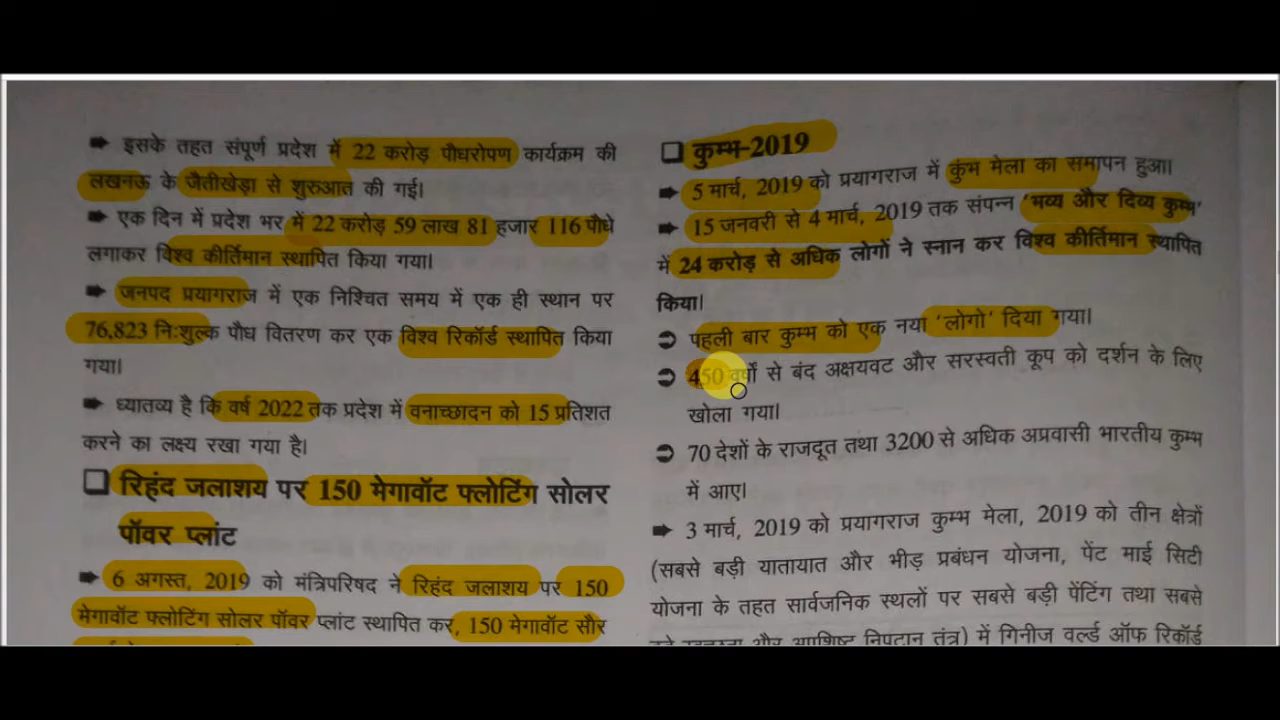 ➡ इसके तहत संपूर्ण प्रदेश में 22 करोड़ पौधरोपण कार्यक्रम की
लखनऊ के जैतीखेड़ा से शुरुआत की गई।
➡ एक दिन में प्रदेश भर में 22 करोड़ 59 लाख 81 हजार 116 पौधे
लगाकर विश्व कीर्तिमान स्थापित किया गया।
➡ जनपद प्रयागराज में एक निश्चित समय में एक ही स्थान पर
76,823 नि:शुल्क पौध वितरण कर एक विश्व रिकॉर्ड स्थापित किया
गया।
➡ ध्यातव्य है कि वर्ष 2022 तक प्रदेश में वनाच्छादन को 15 प्रतिशत
करने का लक्ष्य रखा गया है।
❑ रिहंद जलाशय पर 150 मेगावॉट फ्लोटिंग सोलर
पॉवर प्लांट
➡ 6 अगस्त, 2019 को मंत्रिपरिषद ने रिहंद जलाशय पर 150
मेगावॉट फ्लोटिंग सोलर पॉवर प्लांट स्थापित कर, 150 मेगावॉट सौर
❑ कुम्भ-2019
➡ 5 मार्च, 2019 को प्रयागराज में कुंभ मेला का समापन हुआ।
➡ 15 जनवरी से 4 मार्च, 2019 तक संपन्न 'भव्य और दिव्य कुम्भ'
में 24 करोड़ से अधिक लोगों ने स्नान कर विश्व कीर्तिमान स्थापित
किया।
➲ पहली बार कुम्भ को एक नया 'लोगो' दिया गया।
➲ 450 वर्षों से बंद अक्षयवट और सरस्वती कूप को दर्शन के लिए
खोला गया।
➲ 70 देशों के राजदूत तथा 3200 से अधिक अप्रवासी भारतीय कुम्भ
में आए।
➡ 3 मार्च, 2019 को प्रयागराज कुम्भ मेला, 2019 को तीन क्षेत्रों
(सबसे बड़ी यातायात और भीड़ प्रबंधन योजना, पेंट माई सिटी
योजना के तहत सार्वजनिक स्थलों पर सबसे बड़ी पेंटिंग तथा सबसे
और अपशिष्ट निपटान तंत्र) में गिनीज वर्ल्ड ऑफ रिकॉर्ड